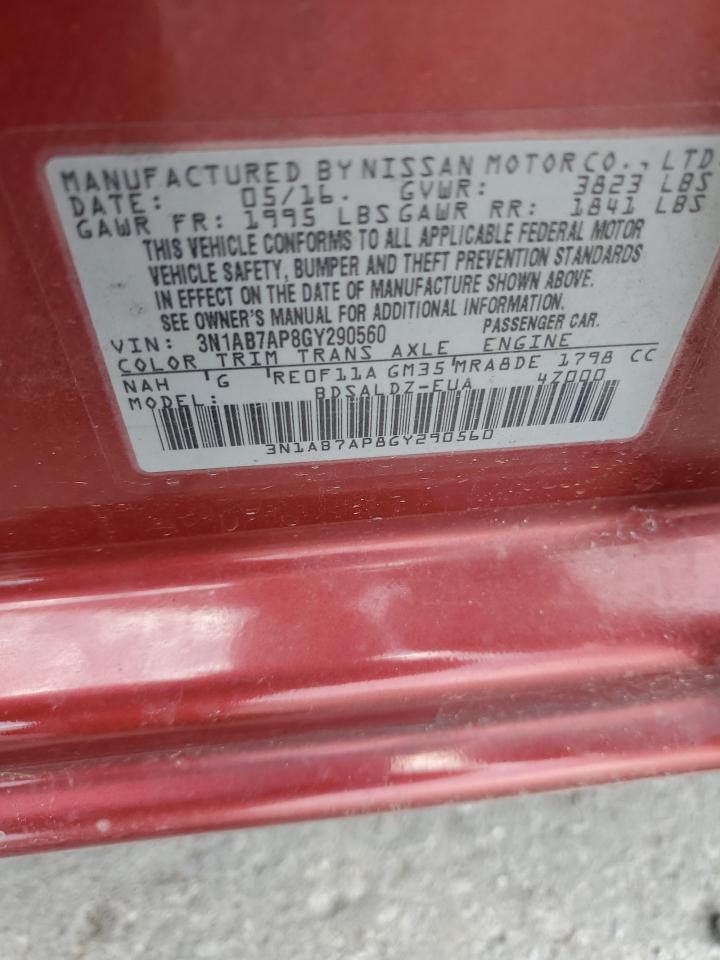 MANUFACTURED BY NISSAN MOTOR CO., LTD
DATE: 05/16. GVWR: 3823 LBS
GAWR FR: 1995 LBS GAWR RR: 1841 LBS
THIS VEHICLE CONFORMS TO ALL APPLICABLE FEDERAL MOTOR
VEHICLE SAFETY, BUMPER AND THEFT PREVENTION STANDARDS
IN EFFECT ON THE DATE OF MANUFACTURE SHOWN ABOVE.
SEE OWNER'S MANUAL FOR ADDITIONAL INFORMATION.
VIN: 3N1AB7AP8GY290560 PASSENGER CAR.
COLOR TRIM TRANS AXLE ENGINE
NAH G RE0F11A GM35 MRA8DE 1798 CC
MODEL: BDSALDZ-EUA 4Z000
3N1AB7AP8GY290560